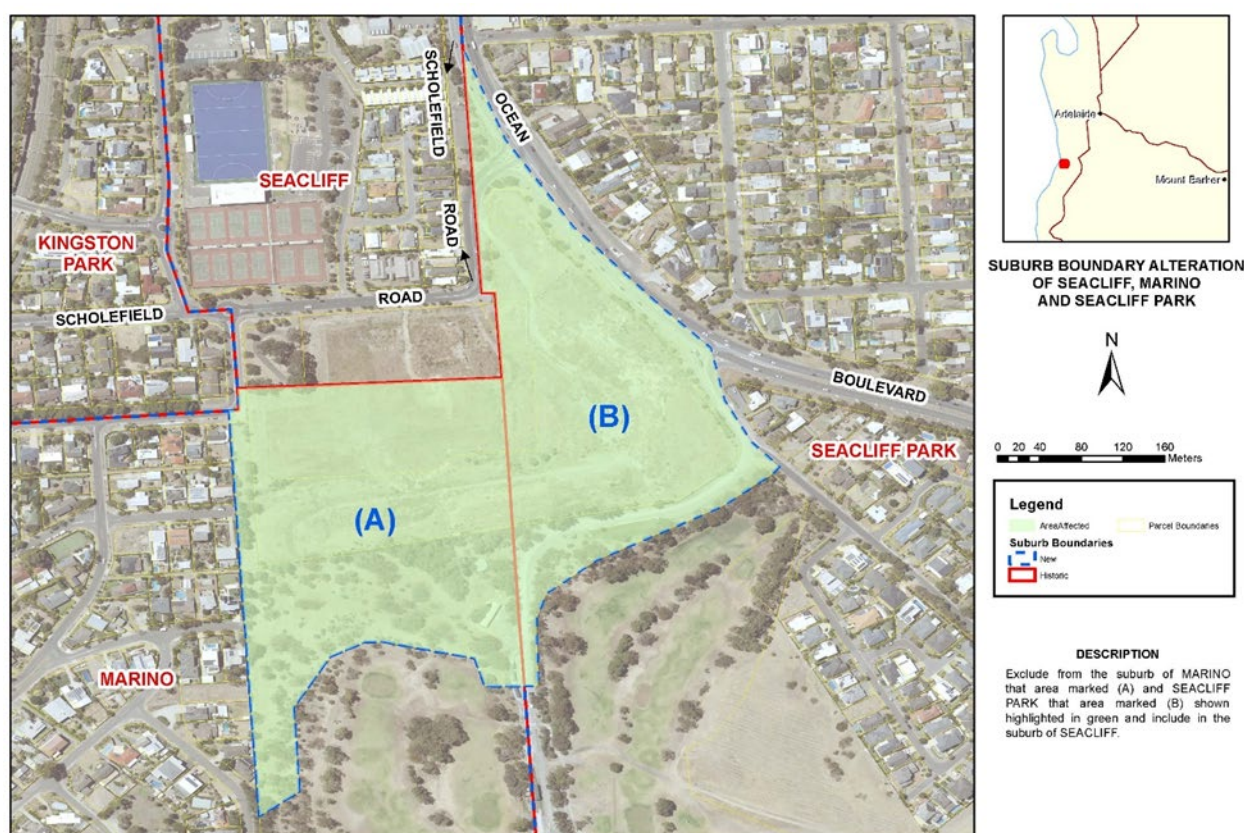 SCHOLEFIELD
ROAD
OCEAN
SEACLIFF
KINGSTON
PARK
ROAD
SCHOLEFIELD
BOULEVARD
(B)
SEACLIFF PARK
(A)
MARINO
Adelaide
Mount Barker
SUBURB BOUNDARY ALTERATION
OF SEACLIFF, MARINO
AND SEACLIFF PARK
N
0 20 40 80 120 160
Meters
Legend
AreaAffected
Parcel Boundaries
Suburb Boundaries
New
Historic
DESCRIPTION
Exclude from the suburb of MARINO
that area marked (A) and SEACLIFF
PARK that area marked (B) shown
highlighted in green and include in the
suburb of SEACLIFF.